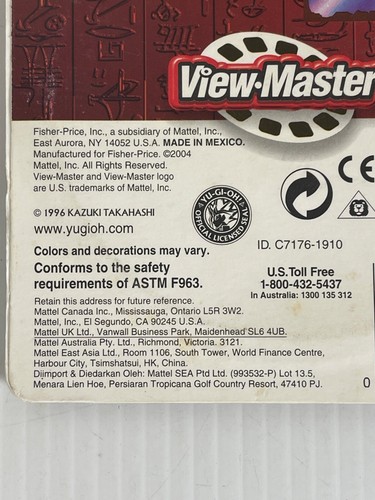 View-Master
Fisher-Price, Inc., a subsidiary of Mattel, Inc.,
East Aurora, NY 14052 U.S.A. MADE IN MEXICO.
Manufactured for Fisher-Price. ©2004
Mattel, Inc. All Rights Reserved.
View-Master and View-Master logo
are U.S. trademarks of Mattel, Inc.
CE
© 1996 KAZUKI TAKAHASHI
www.yugioh.com
YU-GI-OH!
OFFICIAL LICENSED SEAL
ID. C7176-1910
Colors and decorations may vary.
Conforms to the safety
requirements of ASTM F963.
U.S.Toll Free
1-800-432-5437
In Australia: 1300 135 312
Retain this address for future reference.
Mattel Canada Inc., Mississauga, Ontario L5R 3W2.
Mattel, Inc., El Segundo, CA 90245 U.S.A.
Mattel UK Ltd., Vanwall Business Park, Maidenhead SL6 4UB.
Mattel Australia Pty. Ltd., Richmond, Victoria. 3121.
Mattel East Asia Ltd., Room 1106, South Tower, World Finance Centre,
Harbour City, Tsimshatsui, HK, China.
Diimport & Diedarkan Oleh: Mattel SEA Ptd Ltd. (993532-P) Lot 13.5,
Menara Lien Hoe, Persiaran Tropicana Golf Country Resort, 47410 PJ.
0